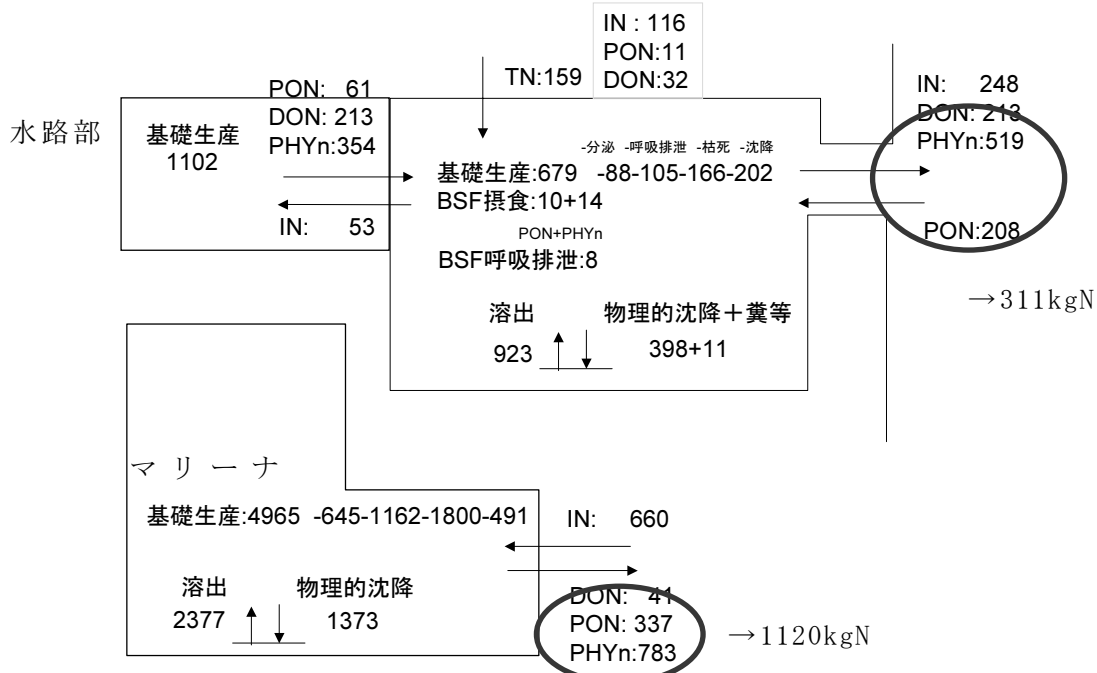 IN : 116
PON:11
DON:32
TN:159
水路部
基礎生産
1102
PON: 61
DON: 213
PHYn:354
IN: 53
-分泌 -呼吸排泄 -枯死 -沈降
基礎生産:679 -88-105-166-202
BSF摂食:10+14
PON+PHYn
BSF呼吸排泄:8
溶出 物理的沈降＋糞等
923 398+11
IN: 248
DON: 213
PHYn:519
PON:208
→311kgN
マリーナ
基礎生産:4965 -645-1162-1800-491
溶出 物理的沈降
2377 1373
IN: 660
DON: 41
PON: 337
PHYn:783
→1120kgN